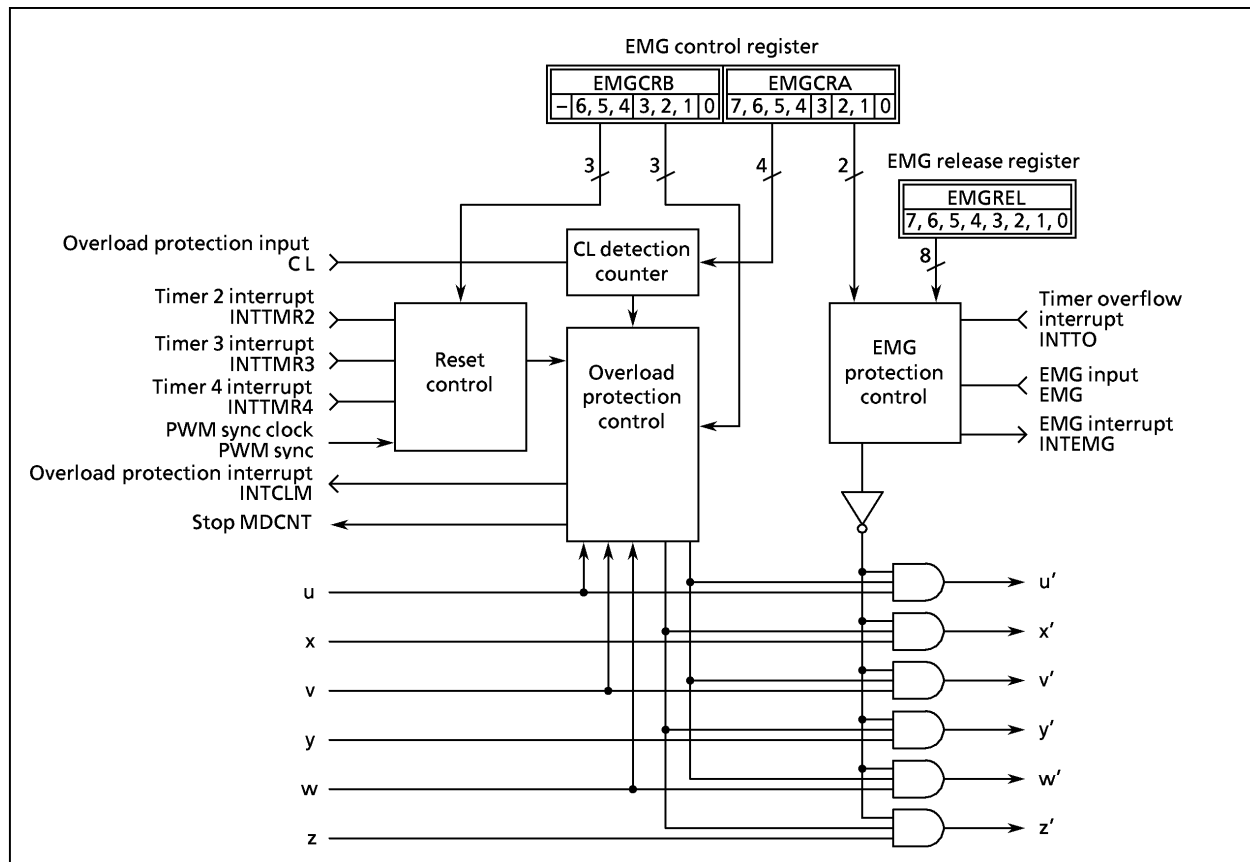 EMG control register
EMGCRB
EMGCRA
– 6, 5, 4 3, 2, 1 0
7, 6, 5, 4 3 2, 1 0
3
3
4
2
EMG release register
EMGREL
7, 6, 5, 4, 3, 2, 1, 0
8
Overload protection input
CL
CL detection
counter
Timer 2 interrupt
INTTMR2
Timer 3 interrupt
INTTMR3
Timer 4 interrupt
INTTMR4
PWM sync clock
PWM sync
Reset
control
Overload
protection
control
EMG
protection
control
Timer overflow
interrupt
INTTO
EMG input
EMG
EMG interrupt
INTEMG
Overload protection interrupt
INTCLM
Stop MDCNT
u
u’
x
x’
v
v’
y
y’
w
w’
z
z’